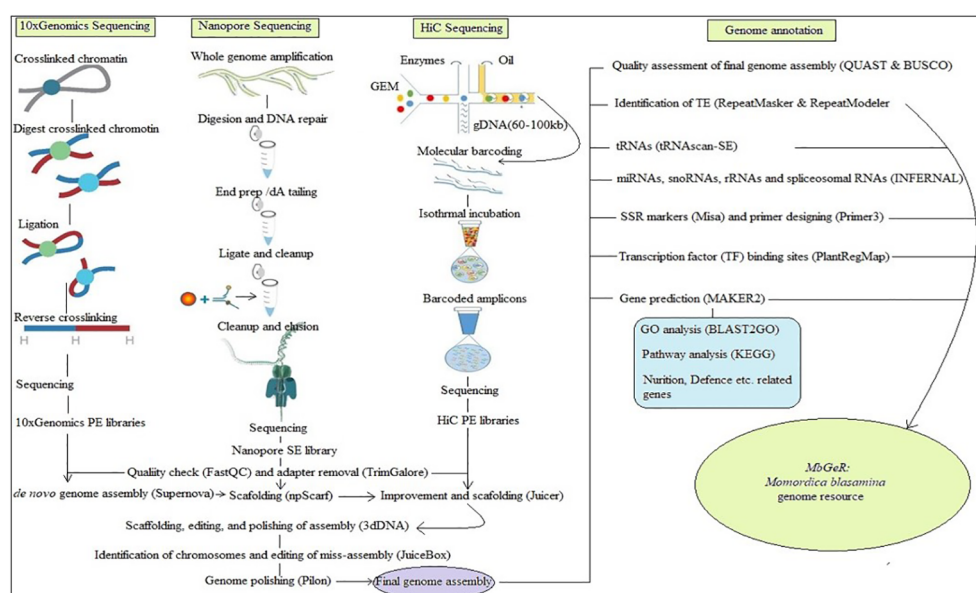 10xGenomics Sequencing
Crosslinked chromatin
Digest crosslinked chromotin
Ligation
Reverse crosslinking
H H H
Sequencing
10xGenomics PE libraries
Nanopore Sequencing
Whole genome amplification
Digesion and DNA repair
End prep /dA tailing
Ligate and cleanup
+
Cleanup and elusion
Sequencing
Nanopore SE library
HiC Sequencing
Enzymes Oil
GEM
gDNA(60-100kb)
Molecular barcoding
Isothrmal incubation
Barcoded amplicons
Sequencing
HiC PE libraries
Qualiity check (FastQC) and adapter removal (TrimGalore)
de novo genome assembly (Supernova) Scafolding (npScarf) Improvement and scafolding (Juicer)
Scaffolding, editing, and polishing of assembly (3dDNA)
Identification of chromosomes and editing of miss-assembly (JuiceBox)
Genome polishing (Pilon) Final genome assembly
Genome annotation
Quality assessment of final genome assembly (QUAST & BUSCO)
Identification of TE (RepeatMasker & RepeatModeler
tRNAs (tRNAscan-SE)
miRNAs, snoRNAs, rRNAs and spliceosomal RNAs (INFERNAL)
SSR markers (Misa) and primer designing (Primer3)
Transcription factor (TF) binding sites (PlantRegMap)
Gene prediction (MAKER2)
GO analysis (BLAST2GO)
Pathway analysis (KEGG)
Nurition, Defence etc. related
genes
MbGeR:
Momordica blasamina
genome resource